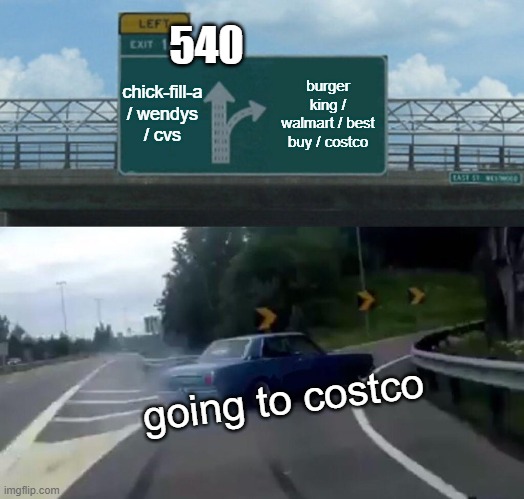 LEFT
EXIT 1
540
chick-fill-a
/ wendys
/ cvs
burger
king /
walmart / best
buy / costco
going to costco
imgflip.com